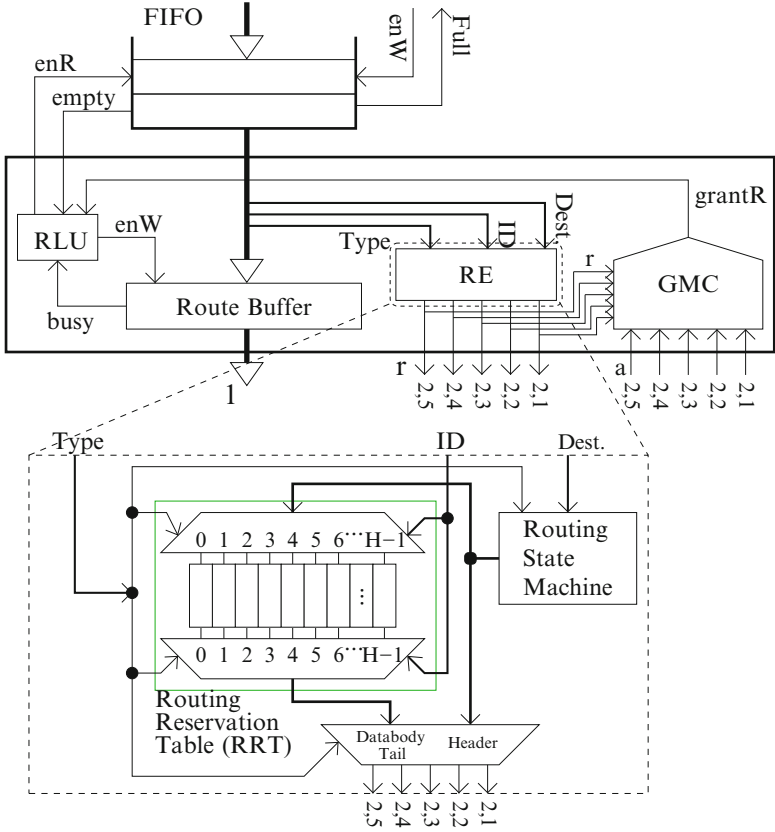 FIFO
enW
Full
enR
empty
grantR
RLU
enW
Type
ID
Dest.
RE
r
GMC
busy
Route Buffer
1
r
2,5
2,4
2,3
2,2
2,1
a
2,5
2,4
2,3
2,2
2,1
Type
ID
Dest.
0 1 2 3 4 5 6 ··· H−1
Routing
State
Machine
⋮
0 1 2 3 4 5 6 ··· H−1
Routing
Reservation
Table (RRT)
Databody
Tail
Header
2,5
2,4
2,3
2,2
2,1